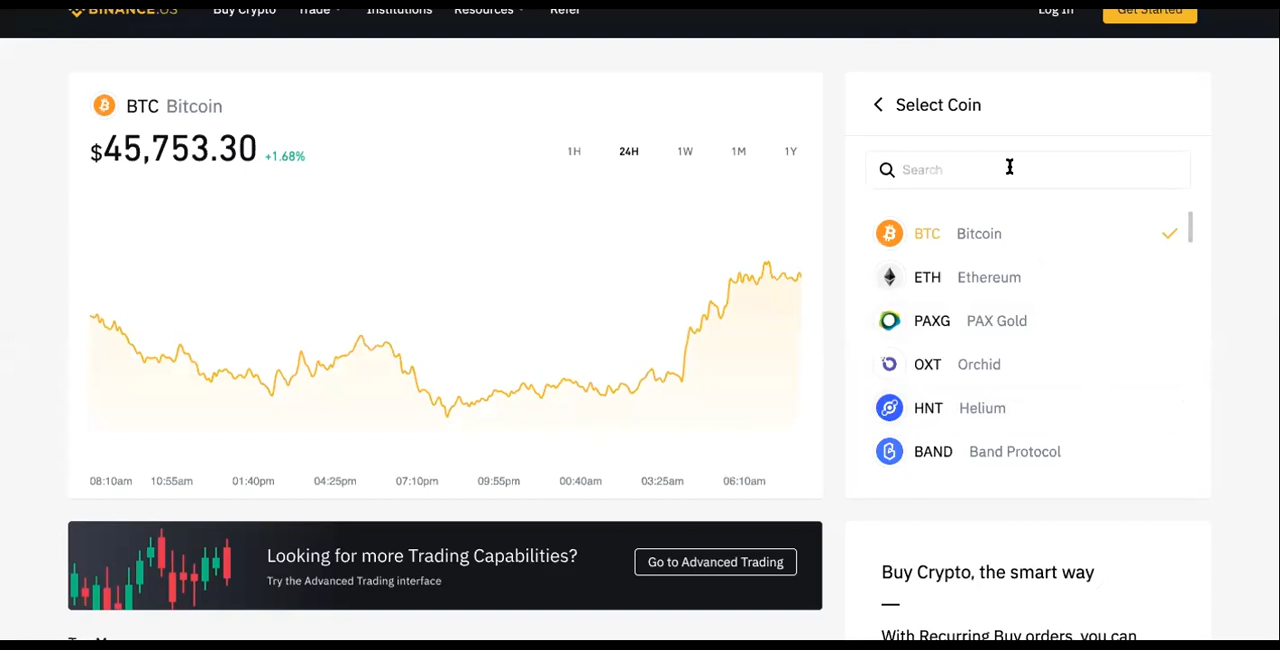 BINANCE.US Buy Crypto Trade Institutions Resources Refer Log In Get Started
BTC Bitcoin
$45,753.30 +1.68%
1H 24H 1W 1M 1Y
08:10am 10:55am 01:40pm 04:25pm 07:10pm 09:55pm 00:40am 03:25am 06:10am
Select Coin
Search
BTC Bitcoin
ETH Ethereum
PAXG PAX Gold
OXT Orchid
HNT Helium
BAND Band Protocol
Looking for more Trading Capabilities?
Try the Advanced Trading interface
Go to Advanced Trading
Buy Crypto, the smart way
With Recurring Buy orders, you can